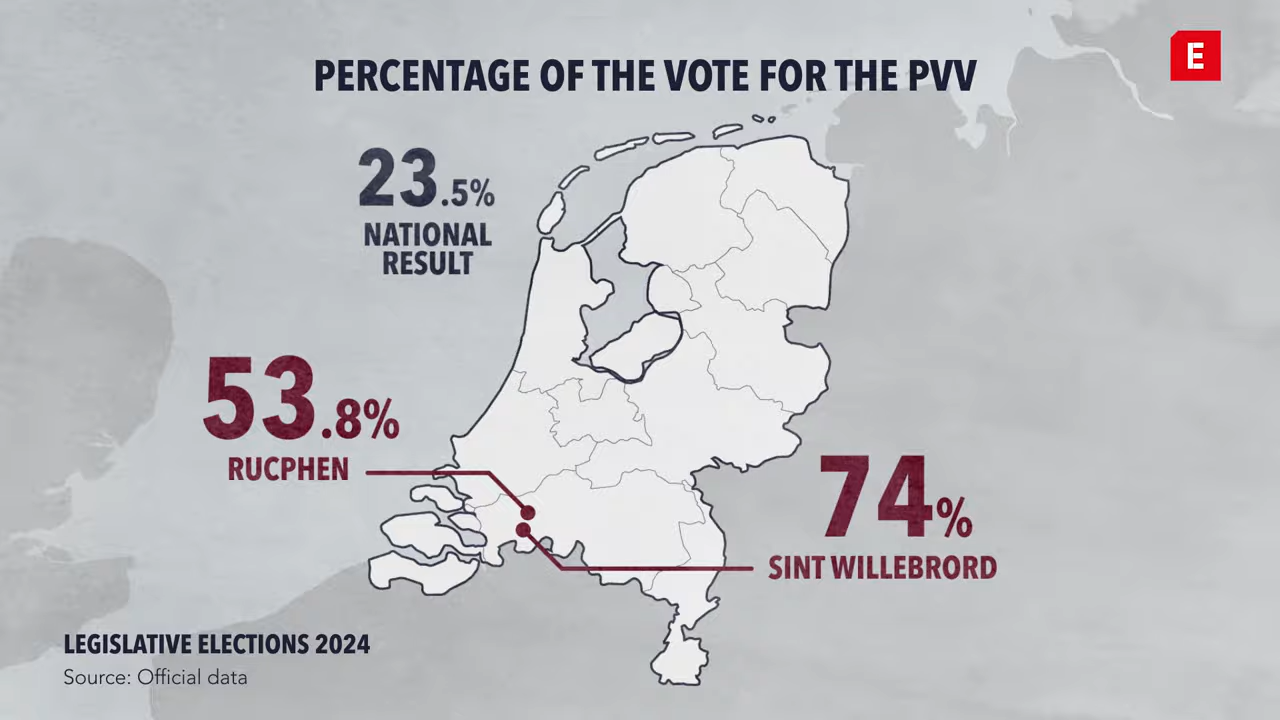 E
PERCENTAGE OF THE VOTE FOR THE PVV
23.5%
NATIONAL
RESULT
53.8%
RUCPHEN
74%
SINT WILLEBRORD
LEGISLATIVE ELECTIONS 2024
Source: Official data